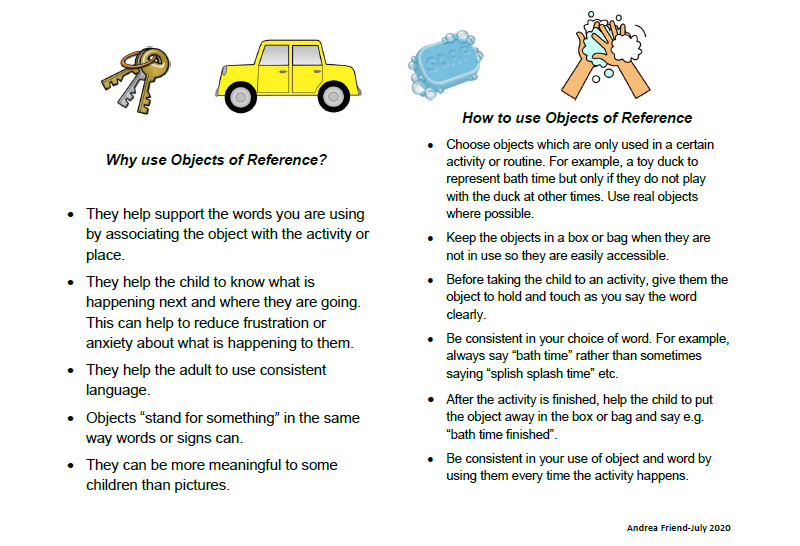 SOAP
Why use Objects of Reference?
• They help support the words you are using
by associating the object with the activity or
place.
• They help the child to know what is
happening next and where they are going.
This can help to reduce frustration or
anxiety about what is happening to them.
• They help the adult to use consistent
language.
• Objects “stand for something” in the same
way words or signs can.
• They can be more meaningful to some
children than pictures.
How to use Objects of Reference
• Choose objects which are only used in a certain
activity or routine. For example, a toy duck to
represent bath time but only if they do not play
with the duck at other times. Use real objects
where possible.
• Keep the objects in a box or bag when they are
not in use so they are easily accessible.
• Before taking the child to an activity, give them the
object to hold and touch as you say the word
clearly.
• Be consistent in your choice of word. For example,
always say “bath time” rather than sometimes
saying “splish splash time” etc.
• After the activity is finished, help the child to put
the object away in the box or bag and say e.g.
“bath time finished”.
• Be consistent in your use of object and word by
using them every time the activity happens.
Andrea Friend-July 2020